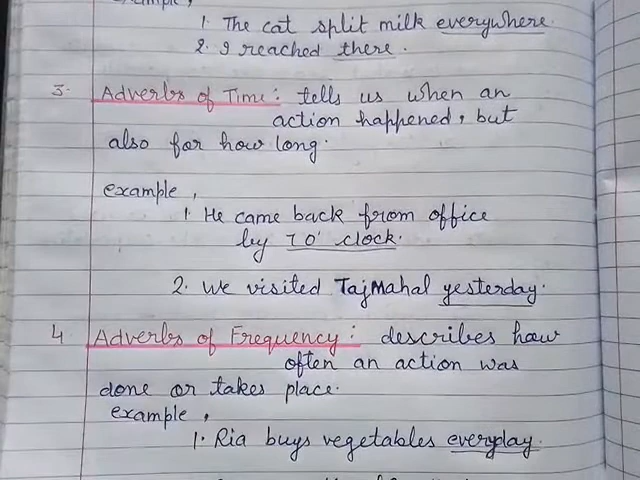 example,
1. The cat split milk everywhere.
2. I reached there.
3. Adverbs of Time: tells us when an
action happened, but
also for how long.
example,
1. He came back from office
by 7 O' clock.
2. We visited TajMahal yesterday.
4 Adverbs of Frequency: describes how
often an action was
done or takes place.
example,
1. Ria buys vegetables everyday.